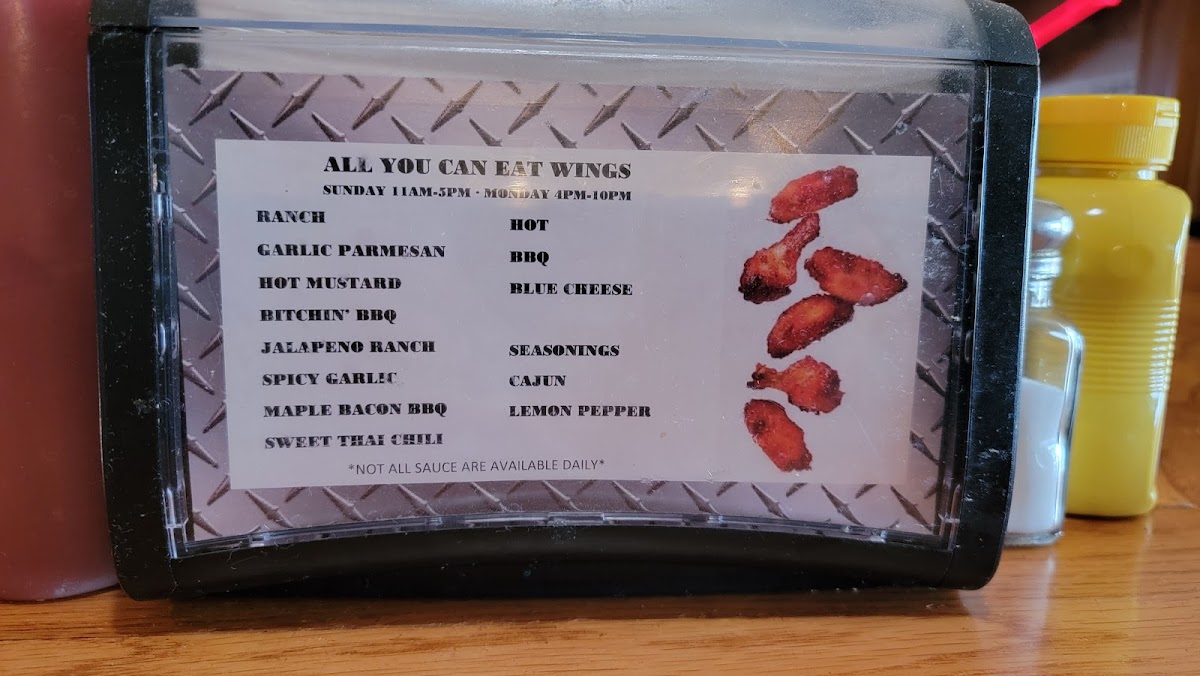 ALL YOU CAN EAT WINGS
SUNDAY 11AM-5PM · MONDAY 4PM-10PM
RANCH
GARLIC PARMESAN
HOT MUSTARD
BITCHIN' BBQ
JALAPENO RANCH
SPICY GARLIC
MAPLE BACON BBQ
SWEET THAI CHILI
HOT
BBQ
BLUE CHEESE
SEASONINGS
CAJUN
LEMON PEPPER
*NOT ALL SAUCE ARE AVAILABLE DAILY*